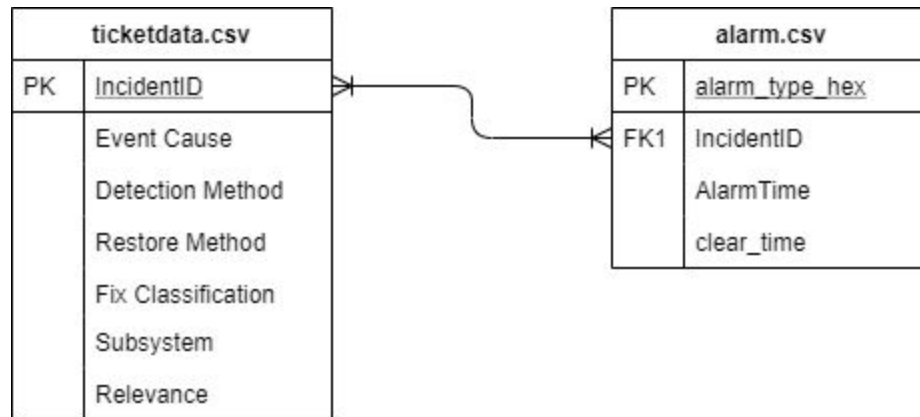 ticketdata.csv
PK IncidentID
Event Cause
Detection Method
Restore Method
Fix Classification
Subsystem
Relevance
alarm.csv
PK alarm_type_hex
FK1 IncidentID
AlarmTime
clear_time